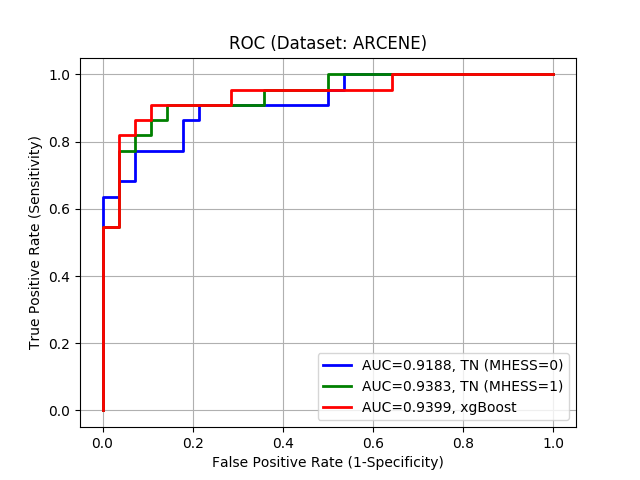 ROC (Dataset: ARCENE)
True Positive Rate (Sensitivity)
1.0
0.8
0.6
0.4
0.2
0.0
AUC=0.9188, TN (MHESS=0)
AUC=0.9383, TN (MHESS=1)
AUC=0.9399, xgBoost
0.0 0.2 0.4 0.6 0.8 1.0
False Positive Rate (1-Specificity)